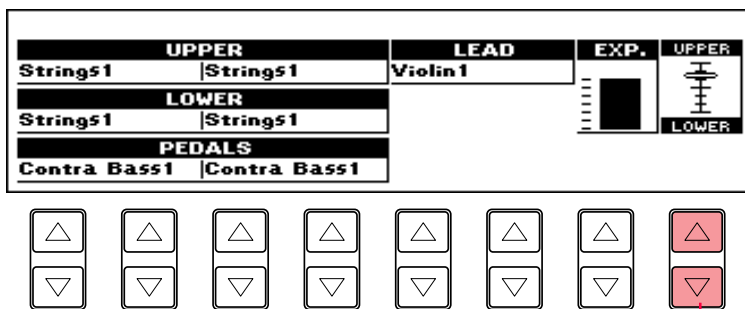 UPPER LEAD EXP. UPPER
Strings1 Strings1 Violin1
LOWER
Strings1 Strings1
LOWER
PEDALS
Contra Bass1 Contra Bass1